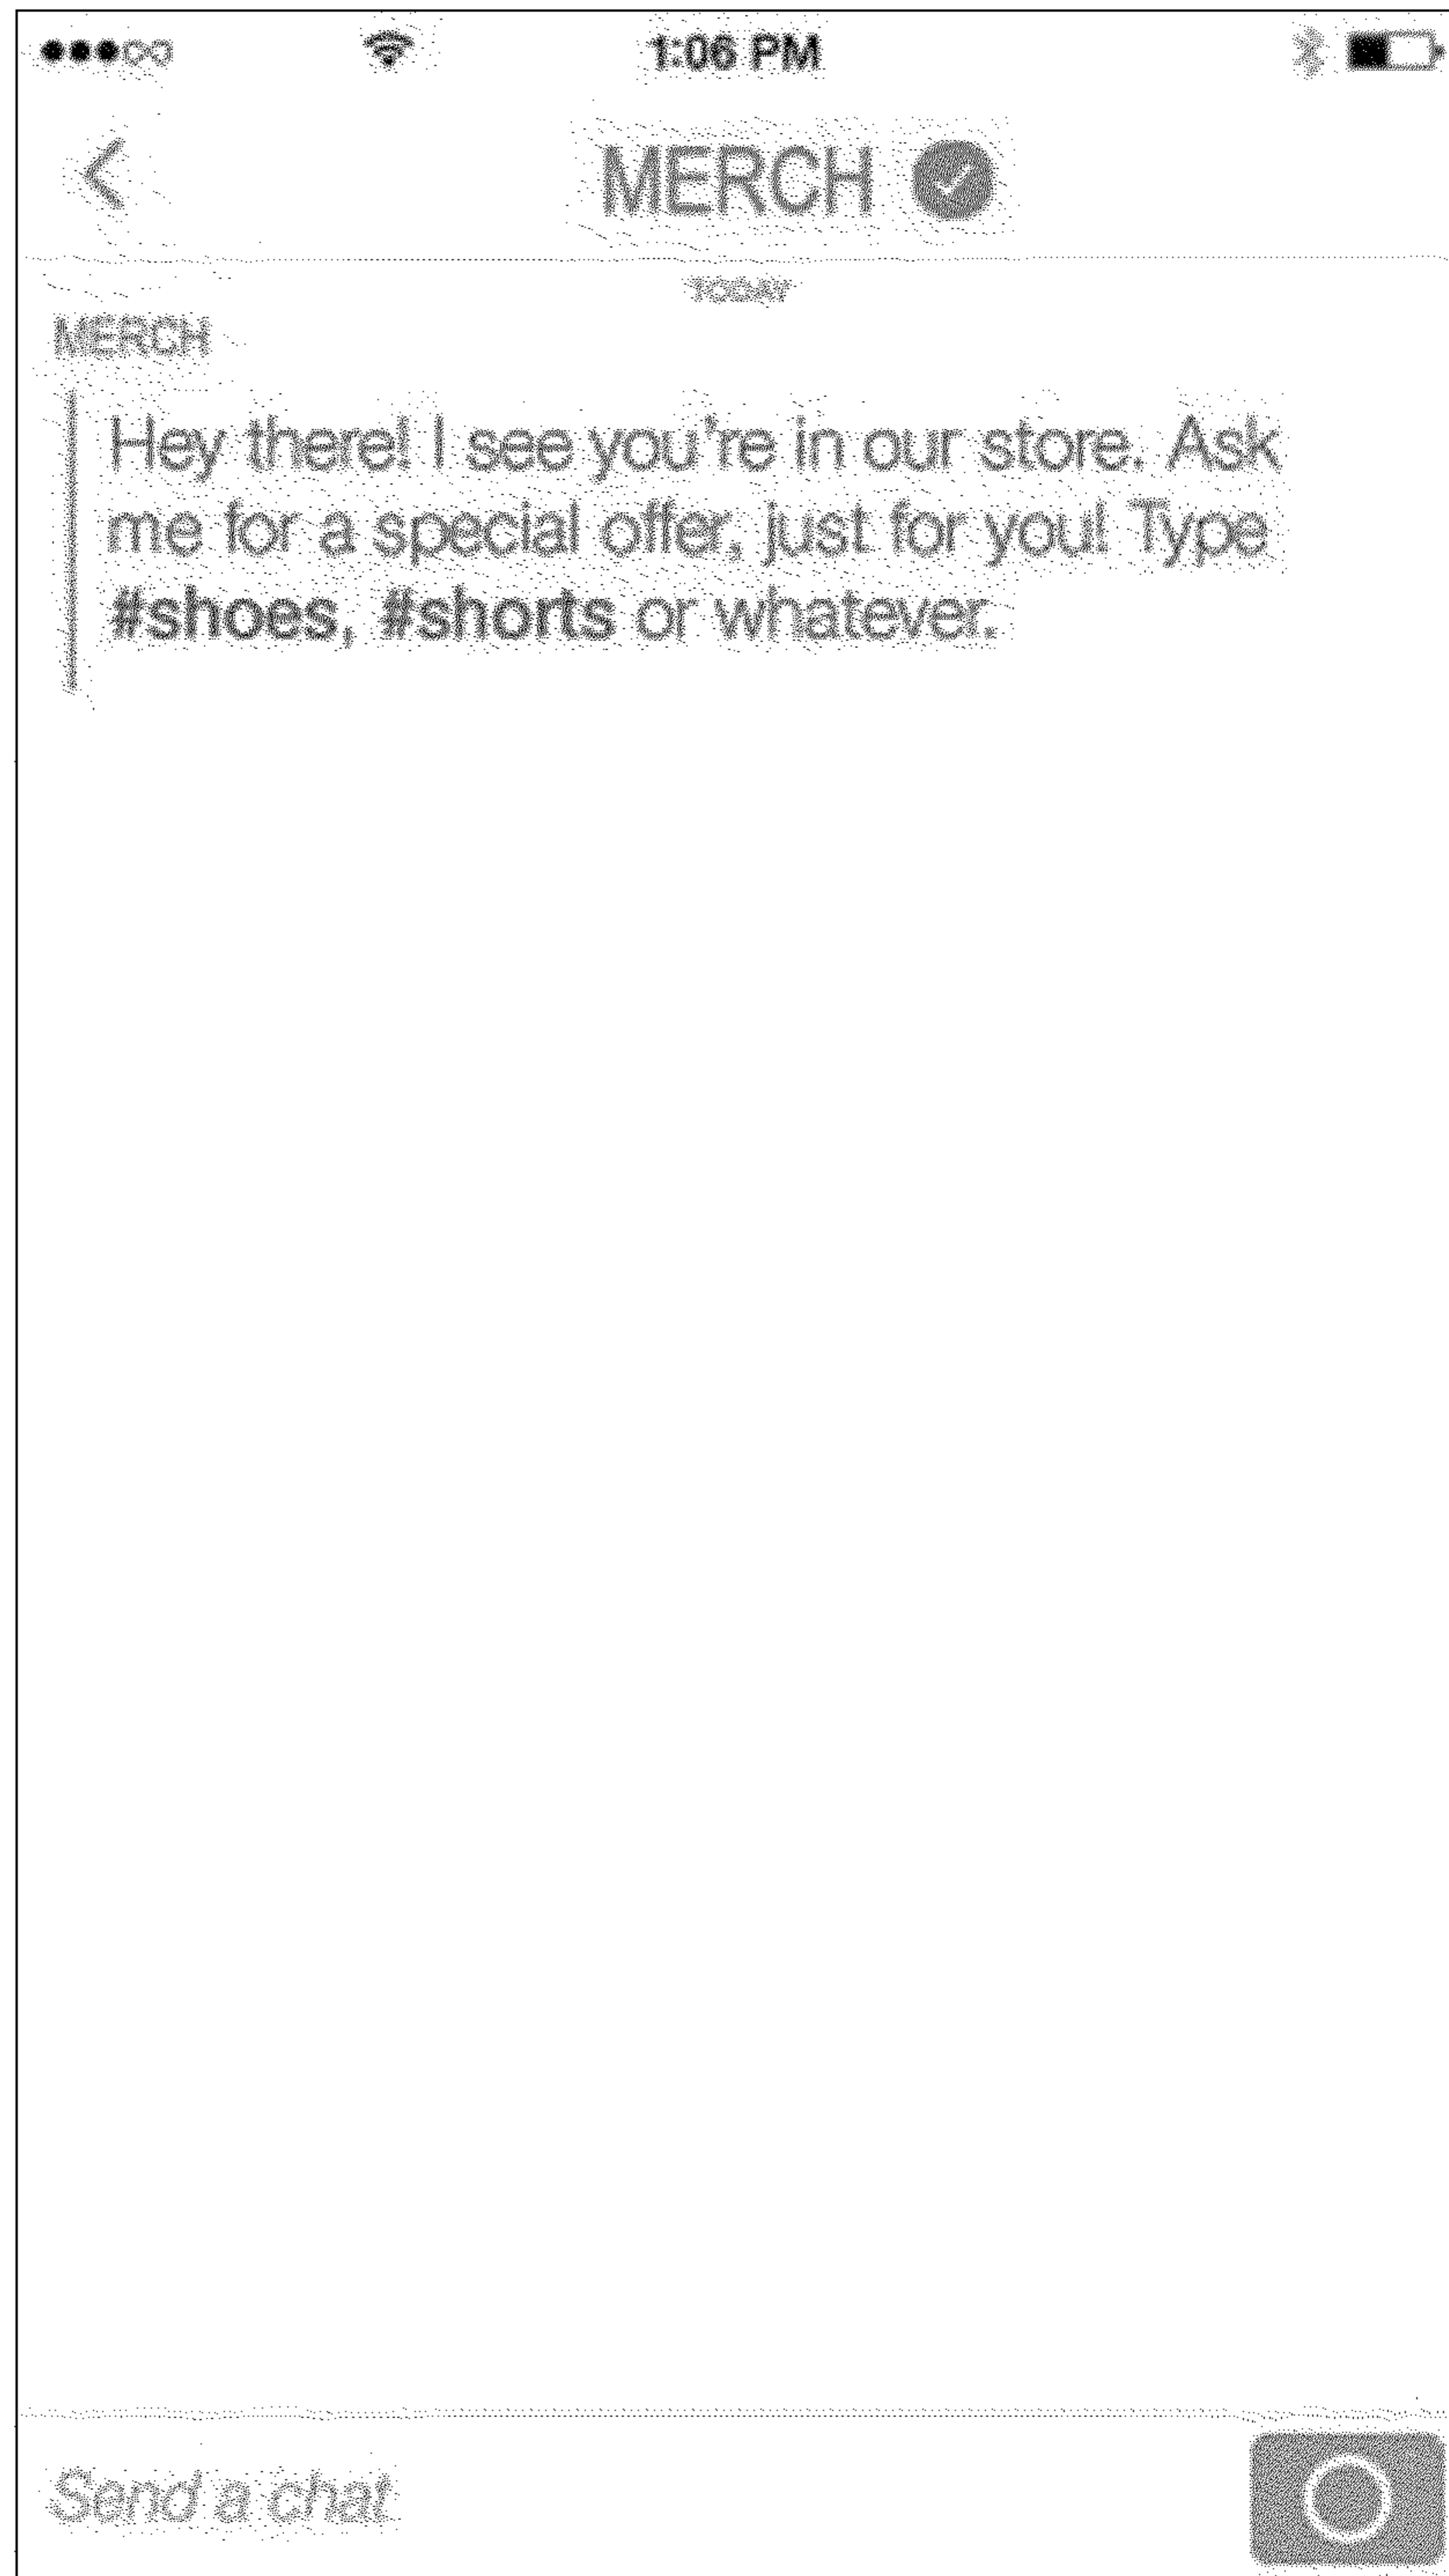 1:06 PM
MERCH
TODAY
MERCH
Hey there! I see you're in our store. Ask
me for a special offer, just for you! Type
#shoes, #shorts or whatever.
Send a chat